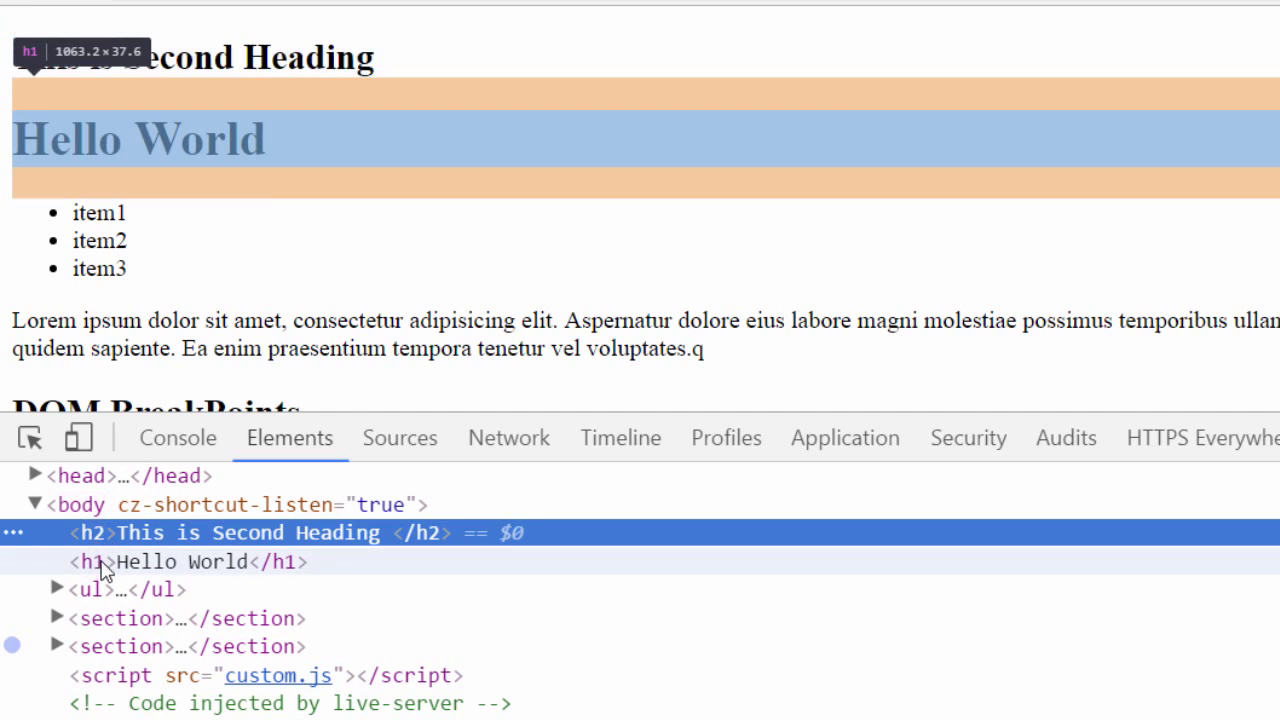 This is Second Heading
h1 1063.2 × 37.6
Hello World
item1
item2
item3
Lorem ipsum dolor sit amet, consectetur adipisicing elit. Aspernatur dolore eius labore magni molestiae possimus temporibus ullam
quidem sapiente. Ea enim praesentium tempora tenetur vel voluptates.q
DOM BreakPoints
Console Elements Sources Network Timeline Profiles Application Security Audits HTTPS Everywhe
<head>…</head>
<body cz-shortcut-listen="true">
… <h2>This is Second Heading </h2> == $0
<h1>Hello World</h1>
<ul>…</ul>
<section>…</section>
<section>…</section>
<script src="custom.js"></script>
<!-- Code injected by live-server -->